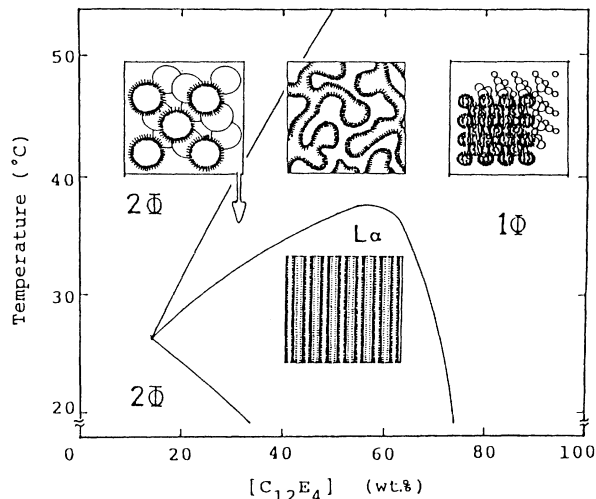 50
40
30
20
Temperature (°C)
2Φ
1Φ
Lα
2Φ
0 20 40 60 80 100
[C₁₂E₄] (wt.%)